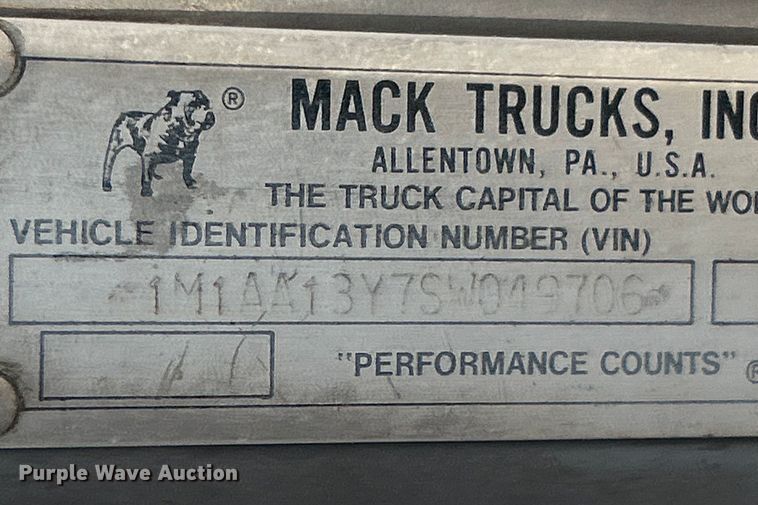 ®
MACK TRUCKS, INC
ALLENTOWN, PA., U.S.A.
THE TRUCK CAPITAL OF THE WO
VEHICLE IDENTIFICATION NUMBER (VIN)
1M1AA13Y7SW049706
"PERFORMANCE COUNTS" ®
Purple Wave Auction